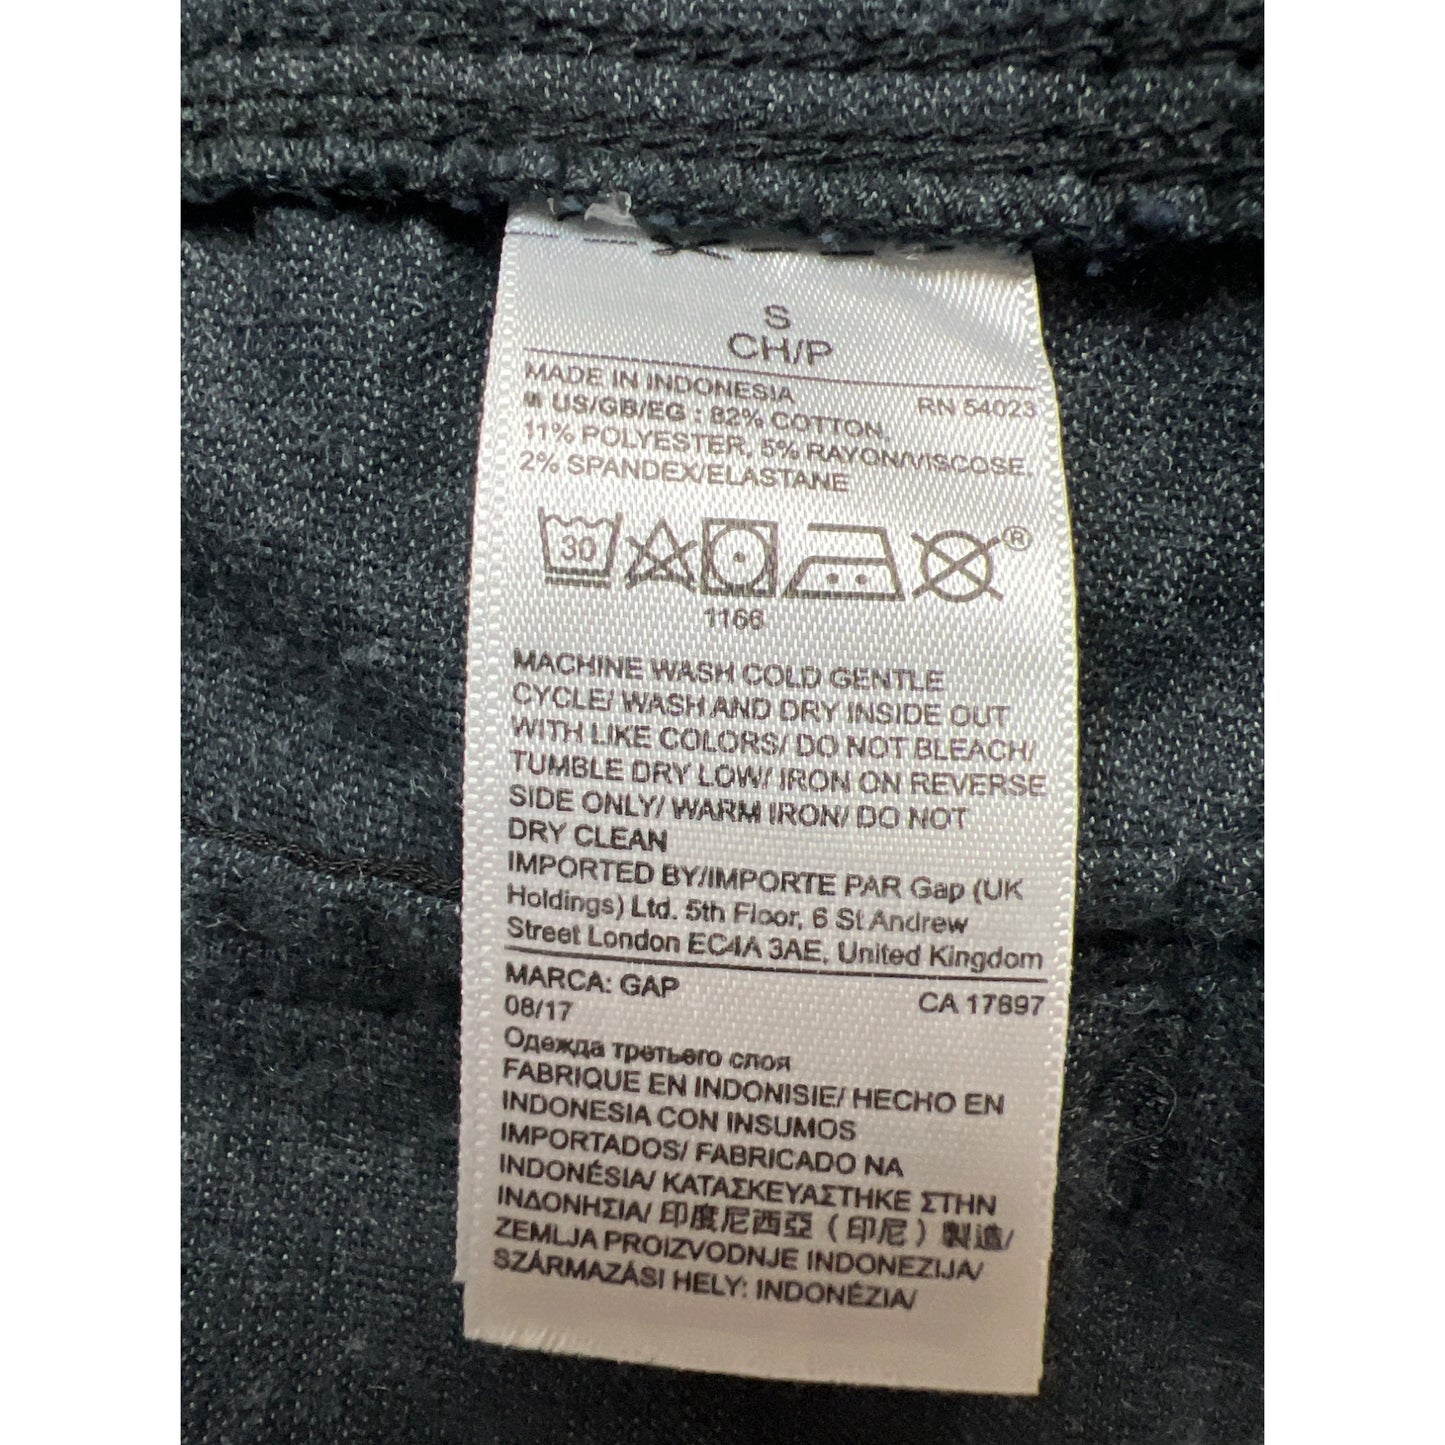 S
CH/P
MADE IN INDONESIA RN 54023
US/GB/EG : 82% COTTON,
11% POLYESTER, 5% RAYON/VISCOSE,
2% SPANDEX/ELASTANE
30 ®
1166
MACHINE WASH COLD GENTLE
CYCLE/ WASH AND DRY INSIDE OUT
WITH LIKE COLORS/ DO NOT BLEACH/
TUMBLE DRY LOW/ IRON ON REVERSE
SIDE ONLY/ WARM IRON/ DO NOT
DRY CLEAN
IMPORTED BY/IMPORTE PAR Gap (UK
Holdings) Ltd. 5th Floor, 6 St Andrew
Street London EC4A 3AE, United Kingdom
MARCA: GAP CA 17897
08/17
Одежда третьего слоя
FABRIQUE EN INDONISIE/ HECHO EN
INDONESIA CON INSUMOS
IMPORTADOS/ FABRICADO NA
INDONÉSIA/ ΚΑΤΑΣΚΕΥΑΣΤΗΚΕ ΣΤΗΝ
ΙΝΔΟΝΗΣΙΑ/ 印度尼西亞（印尼）製造/
ZEMLJA PROIZVODNJE INDONEZIJA/
SZÁRMAZÁSI HELY: INDONÉZIA/